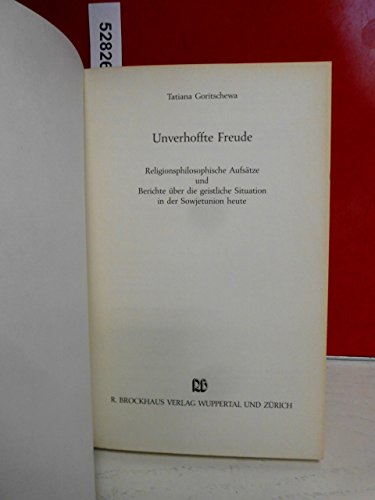 52826
Tatiana Goritschewa
Unverhoffte Freude
Religionsphilosophische Aufsätze
und
Berichte über die geistliche Situation
in der Sowjetunion heute
RB
R. BROCKHAUS VERLAG WUPPERTAL UND ZÜRICH